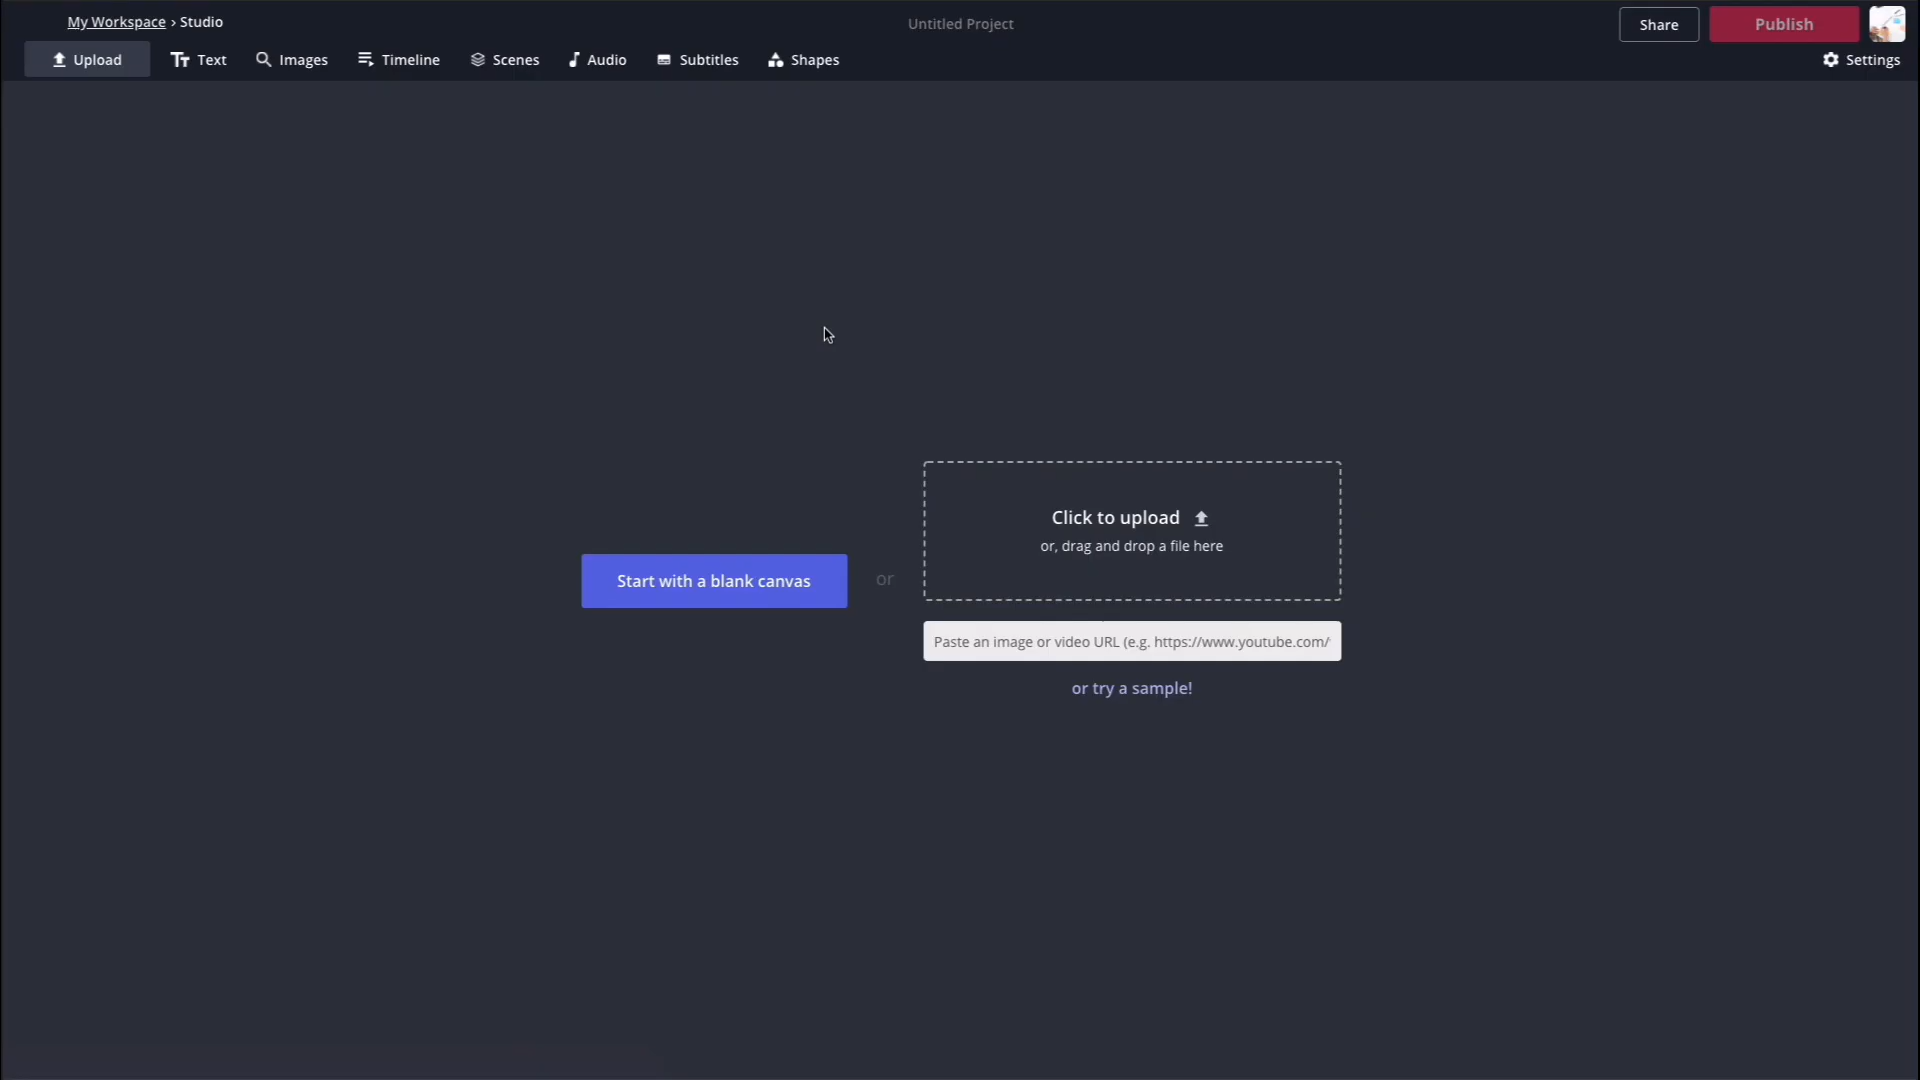 My Workspace › Studio
Untitled Project
Share
Publish
Upload
Text
Images
Timeline
Scenes
Audio
Subtitles
Shapes
Settings
Click to upload
or, drag and drop a file here
Start with a blank canvas
or
Paste an image or video URL (e.g. https://www.youtube.com/
or try a sample!